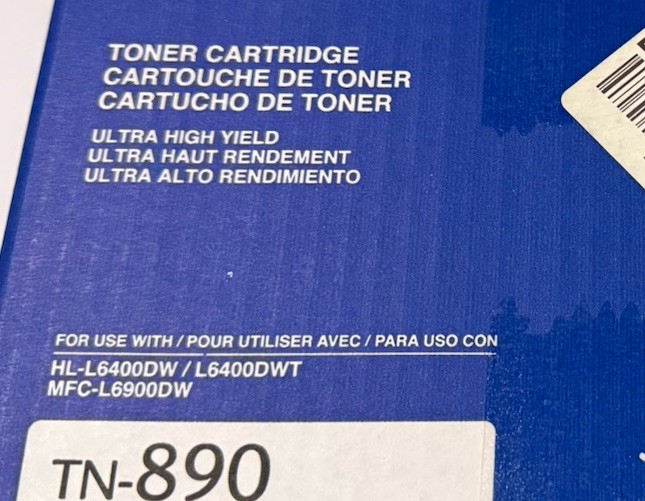 TONER CARTRIDGE
CARTOUCHE DE TONER
CARTUCHO DE TONER
ULTRA HIGH YIELD
ULTRA HAUT RENDEMENT
ULTRA ALTO RENDIMIENTO
FOR USE WITH / POUR UTILISER AVEC / PARA USO CON
HL-L6400DW / L6400DWT
MFC-L6900DW
TN-890